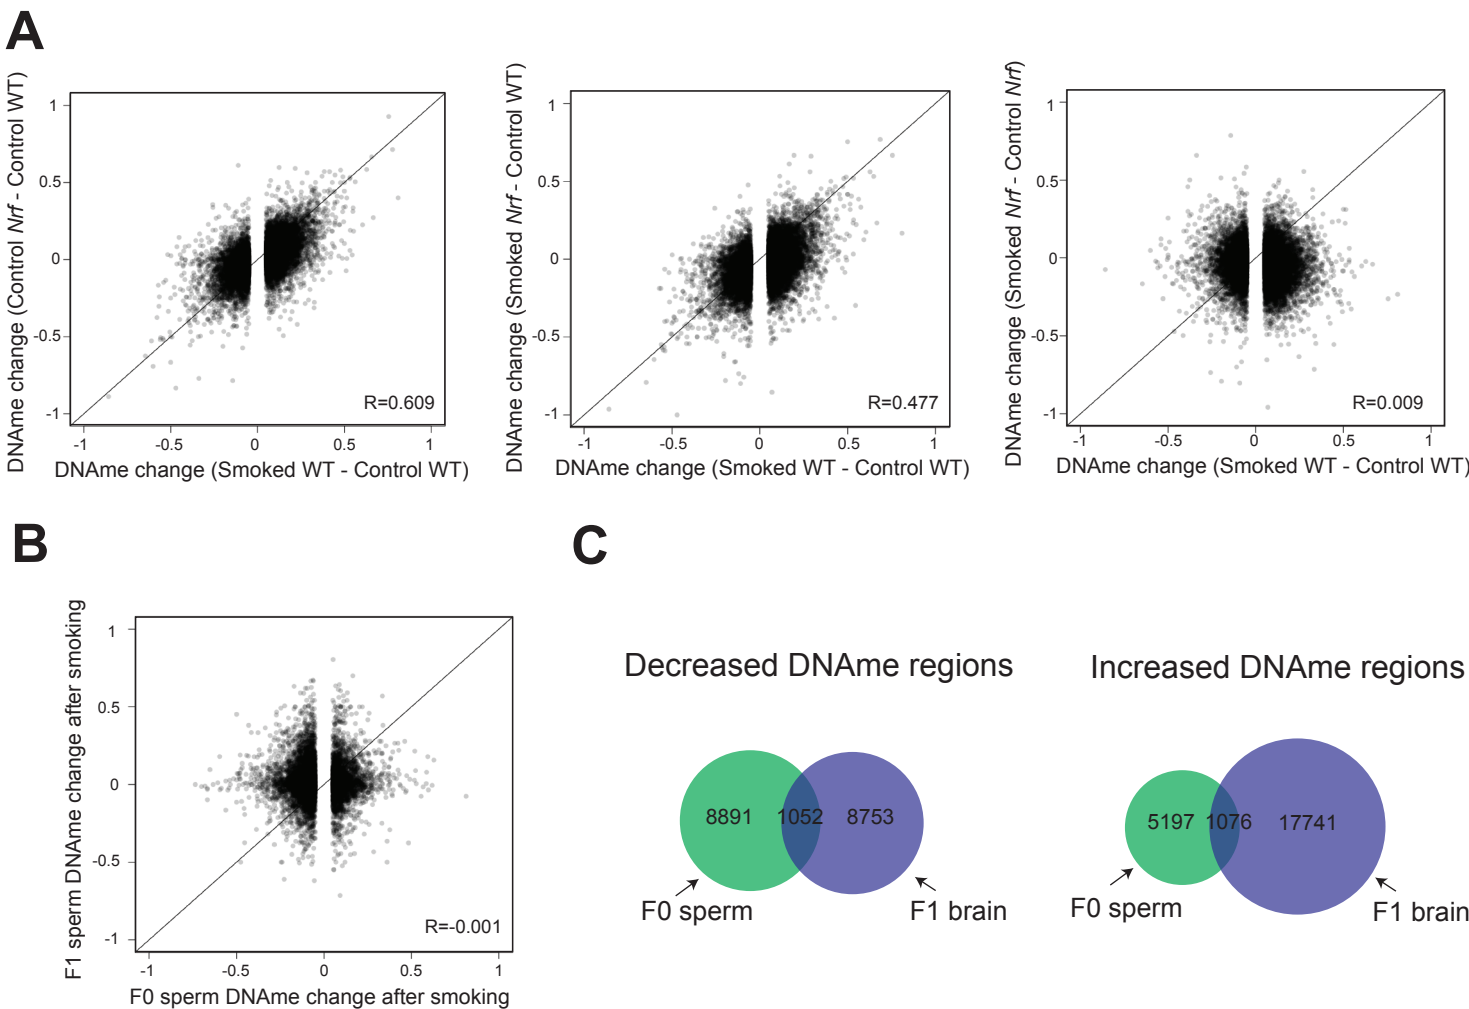 A
DNAme change (Control Nrf - Control WT)
1
0.5
0
-0.5
-1
R=0.609
-1
-0.5
0
0.5
1
DNAme change (Smoked WT - Control WT)
DNAme change (Smoked Nrf - Control WT)
1
0.5
0
-0.5
-1
R=0.477
-1
-0.5
0
0.5
1
DNAme change (Smoked WT - Control WT)
DNAme change (Smoked Nrf - Control Nrf)
1
0.5
0
-0.5
-1
R=0.009
-1
-0.5
0
0.5
1
DNAme change (Smoked WT - Control WT)
B
F1 sperm DNAme change after smoking
1
0.5
0
-0.5
-1
R=-0.001
-1
-0.5
0
0.5
1
F0 sperm DNAme change after smoking
C
Decreased DNAme regions
8891
1052
8753
F0 sperm
F1 brain
Increased DNAme regions
5197
1076
17741
F0 sperm
F1 brain